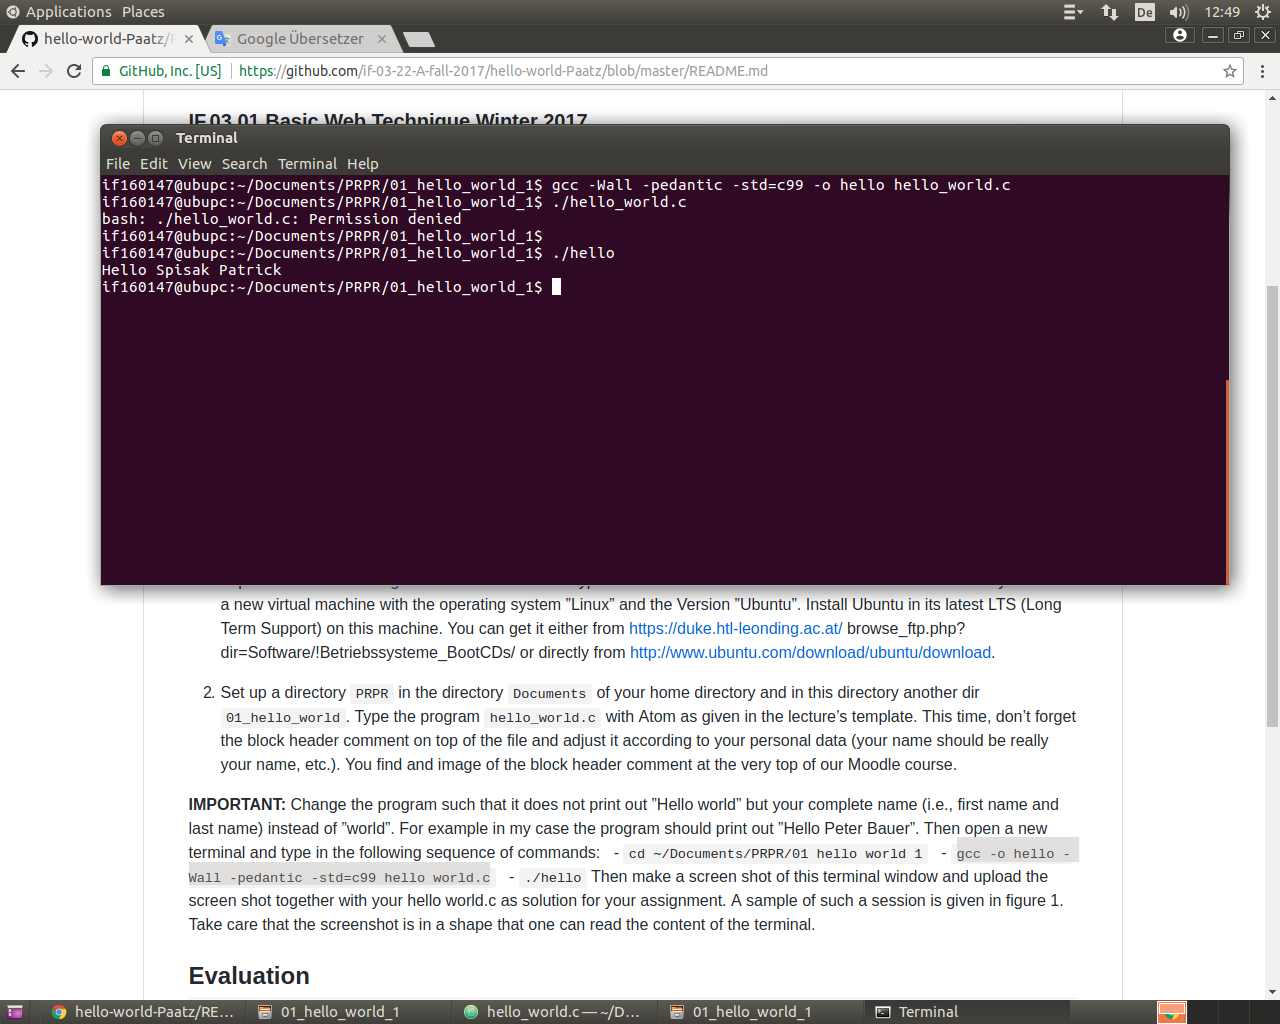 Applications Places
De 12:49
hello-world-Paatz/R
Google Übersetzer
GitHub, Inc. [US] https://github.com/if-03-22-A-fall-2017/hello-world-Paatz/blob/master/README.md
IF.03.01 Basic Web Technique Winter 2017
Terminal
File Edit View Search Terminal Help
if160147@ubupc:~/Documents/PRPR/01_hello_world_1$ gcc -Wall -pedantic -std=c99 -o hello hello_world.c
if160147@ubupc:~/Documents/PRPR/01_hello_world_1$ ./hello_world.c
bash: ./hello_world.c: Permission denied
if160147@ubupc:~/Documents/PRPR/01_hello_world_1$
if160147@ubupc:~/Documents/PRPR/01_hello_world_1$ ./hello
Hello Spisak Patrick
if160147@ubupc:~/Documents/PRPR/01_hello_world_1$
a new virtual machine with the operating system ”Linux” and the Version ”Ubuntu”. Install Ubuntu in its latest LTS (Long
Term Support) on this machine. You can get it either from https://duke.htl-leonding.ac.at/ browse_ftp.php?
dir=Software/!Betriebssysteme_BootCDs/ or directly from http://www.ubuntu.com/download/ubuntu/download.
2. Set up a directory PRPR in the directory Documents of your home directory and in this directory another dir
01_hello_world . Type the program hello_world.c with Atom as given in the lecture’s template. This time, don’t forget
the block header comment on top of the file and adjust it according to your personal data (your name should be really
your name, etc.). You find and image of the block header comment at the very top of our Moodle course.
IMPORTANT: Change the program such that it does not print out ”Hello world” but your complete name (i.e., first name and
last name) instead of ”world”. For example in my case the program should print out ”Hello Peter Bauer”. Then open a new
terminal and type in the following sequence of commands: - cd ~/Documents/PRPR/01 hello world 1 - gcc -o hello -
Wall -pedantic -std=c99 hello world.c - ./hello Then make a screen shot of this terminal window and upload the
screen shot together with your hello world.c as solution for your assignment. A sample of such a session is given in figure 1.
Take care that the screenshot is in a shape that one can read the content of the terminal.
Evaluation
hello-world-Paatz/RE... 01_hello_world_1 hello_world.c — ~/D... 01_hello_world_1 Terminal